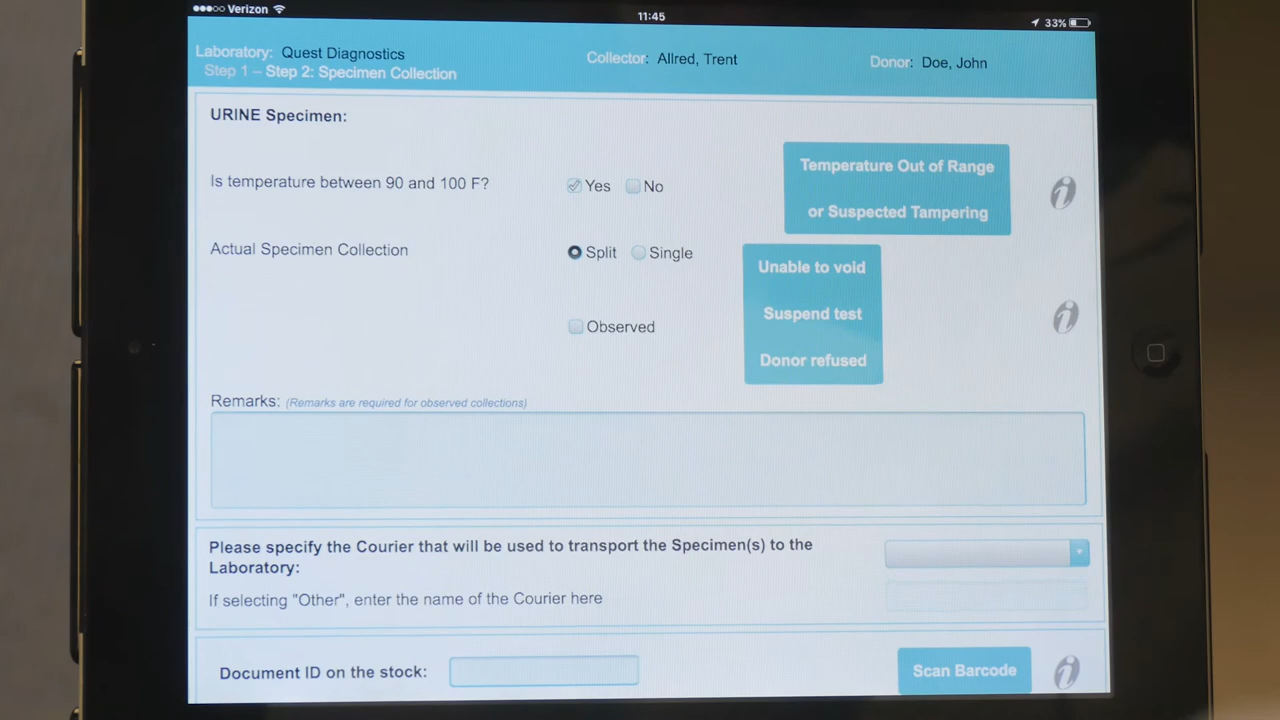 Verizon 11:45 33%
Laboratory: Quest Diagnostics Collector: Allred, Trent Donor: Doe, John
Step 1 – Step 2: Specimen Collection
URINE Specimen:
Is temperature between 90 and 100 F? Yes No
Temperature Out of Range
or Suspected Tampering
Actual Specimen Collection Split Single
Unable to void
Suspend test
Observed
Donor refused
Remarks: (Remarks are required for observed collections)
Please specify the Courier that will be used to transport the Specimen(s) to the
Laboratory:
If selecting "Other", enter the name of the Courier here
Document ID on the stock: Scan Barcode